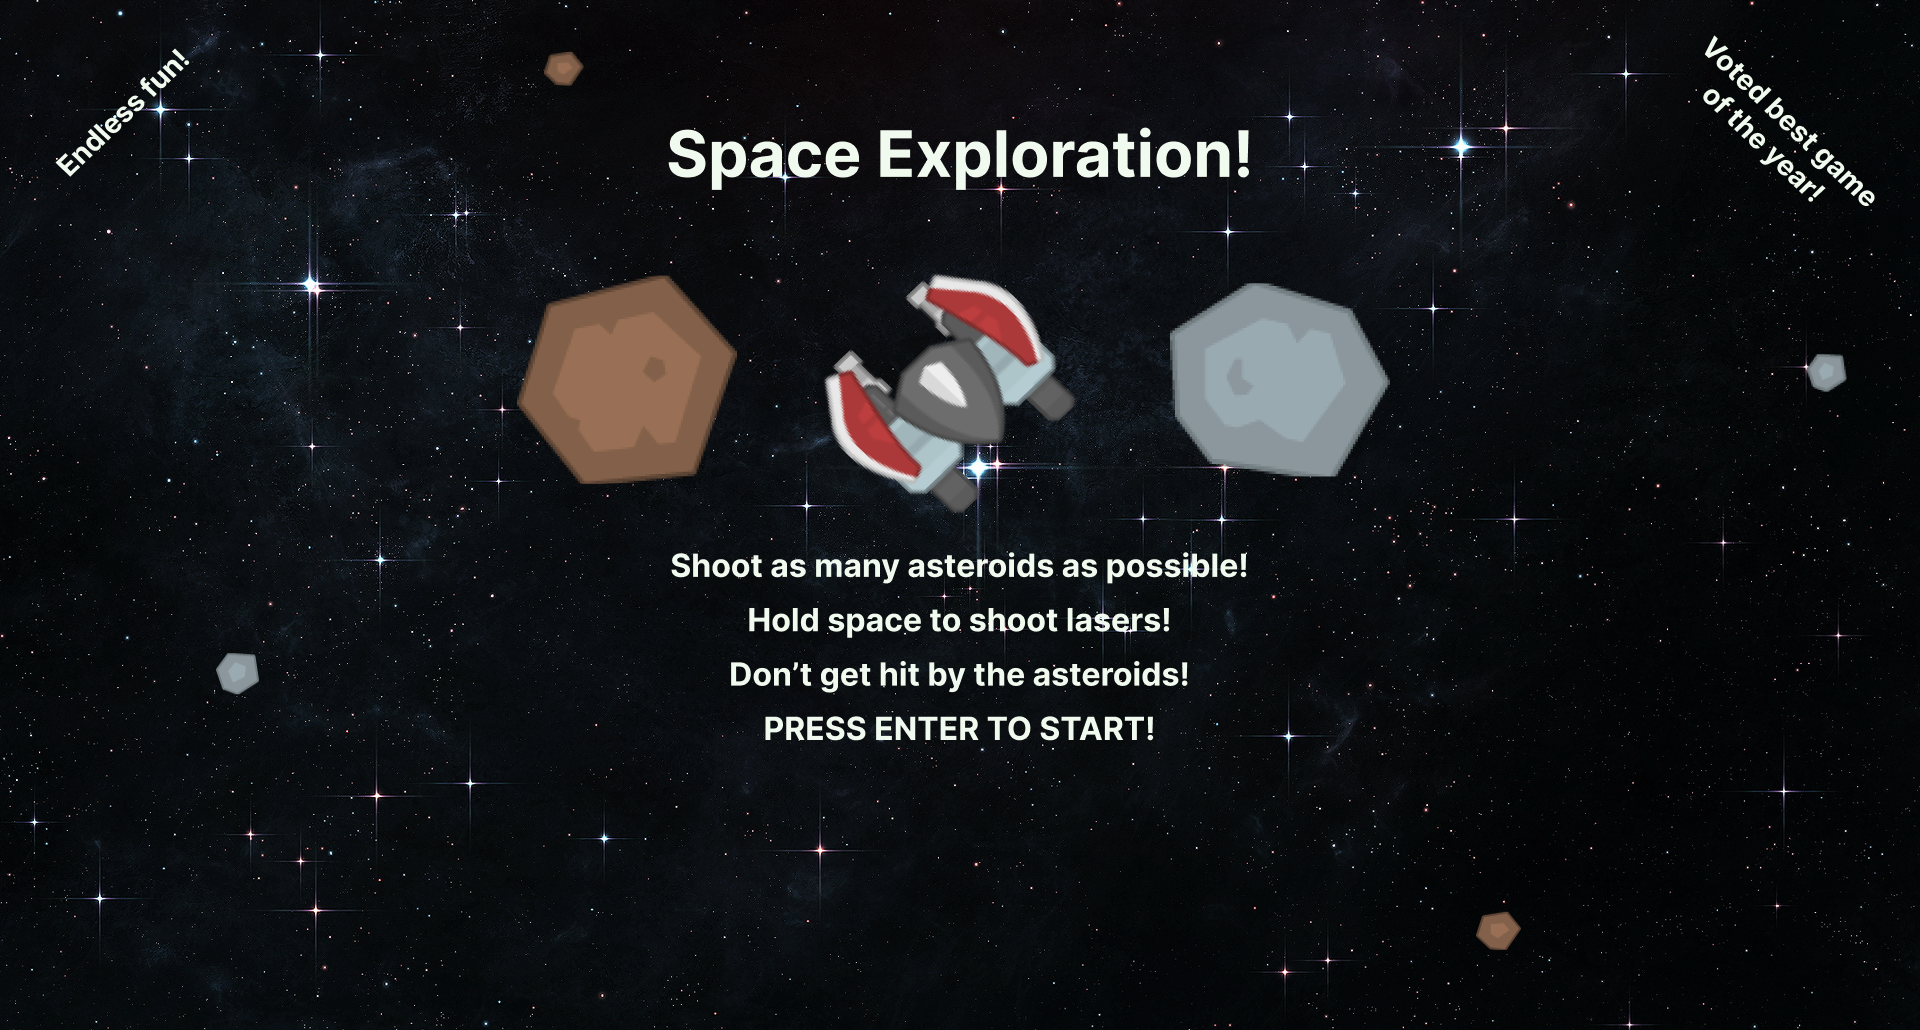 Endless fun!
Voted best game
of the year!
Space Exploration!
Shoot as many asteroids as possible!
Hold space to shoot lasers!
Don’t get hit by the asteroids!
PRESS ENTER TO START!